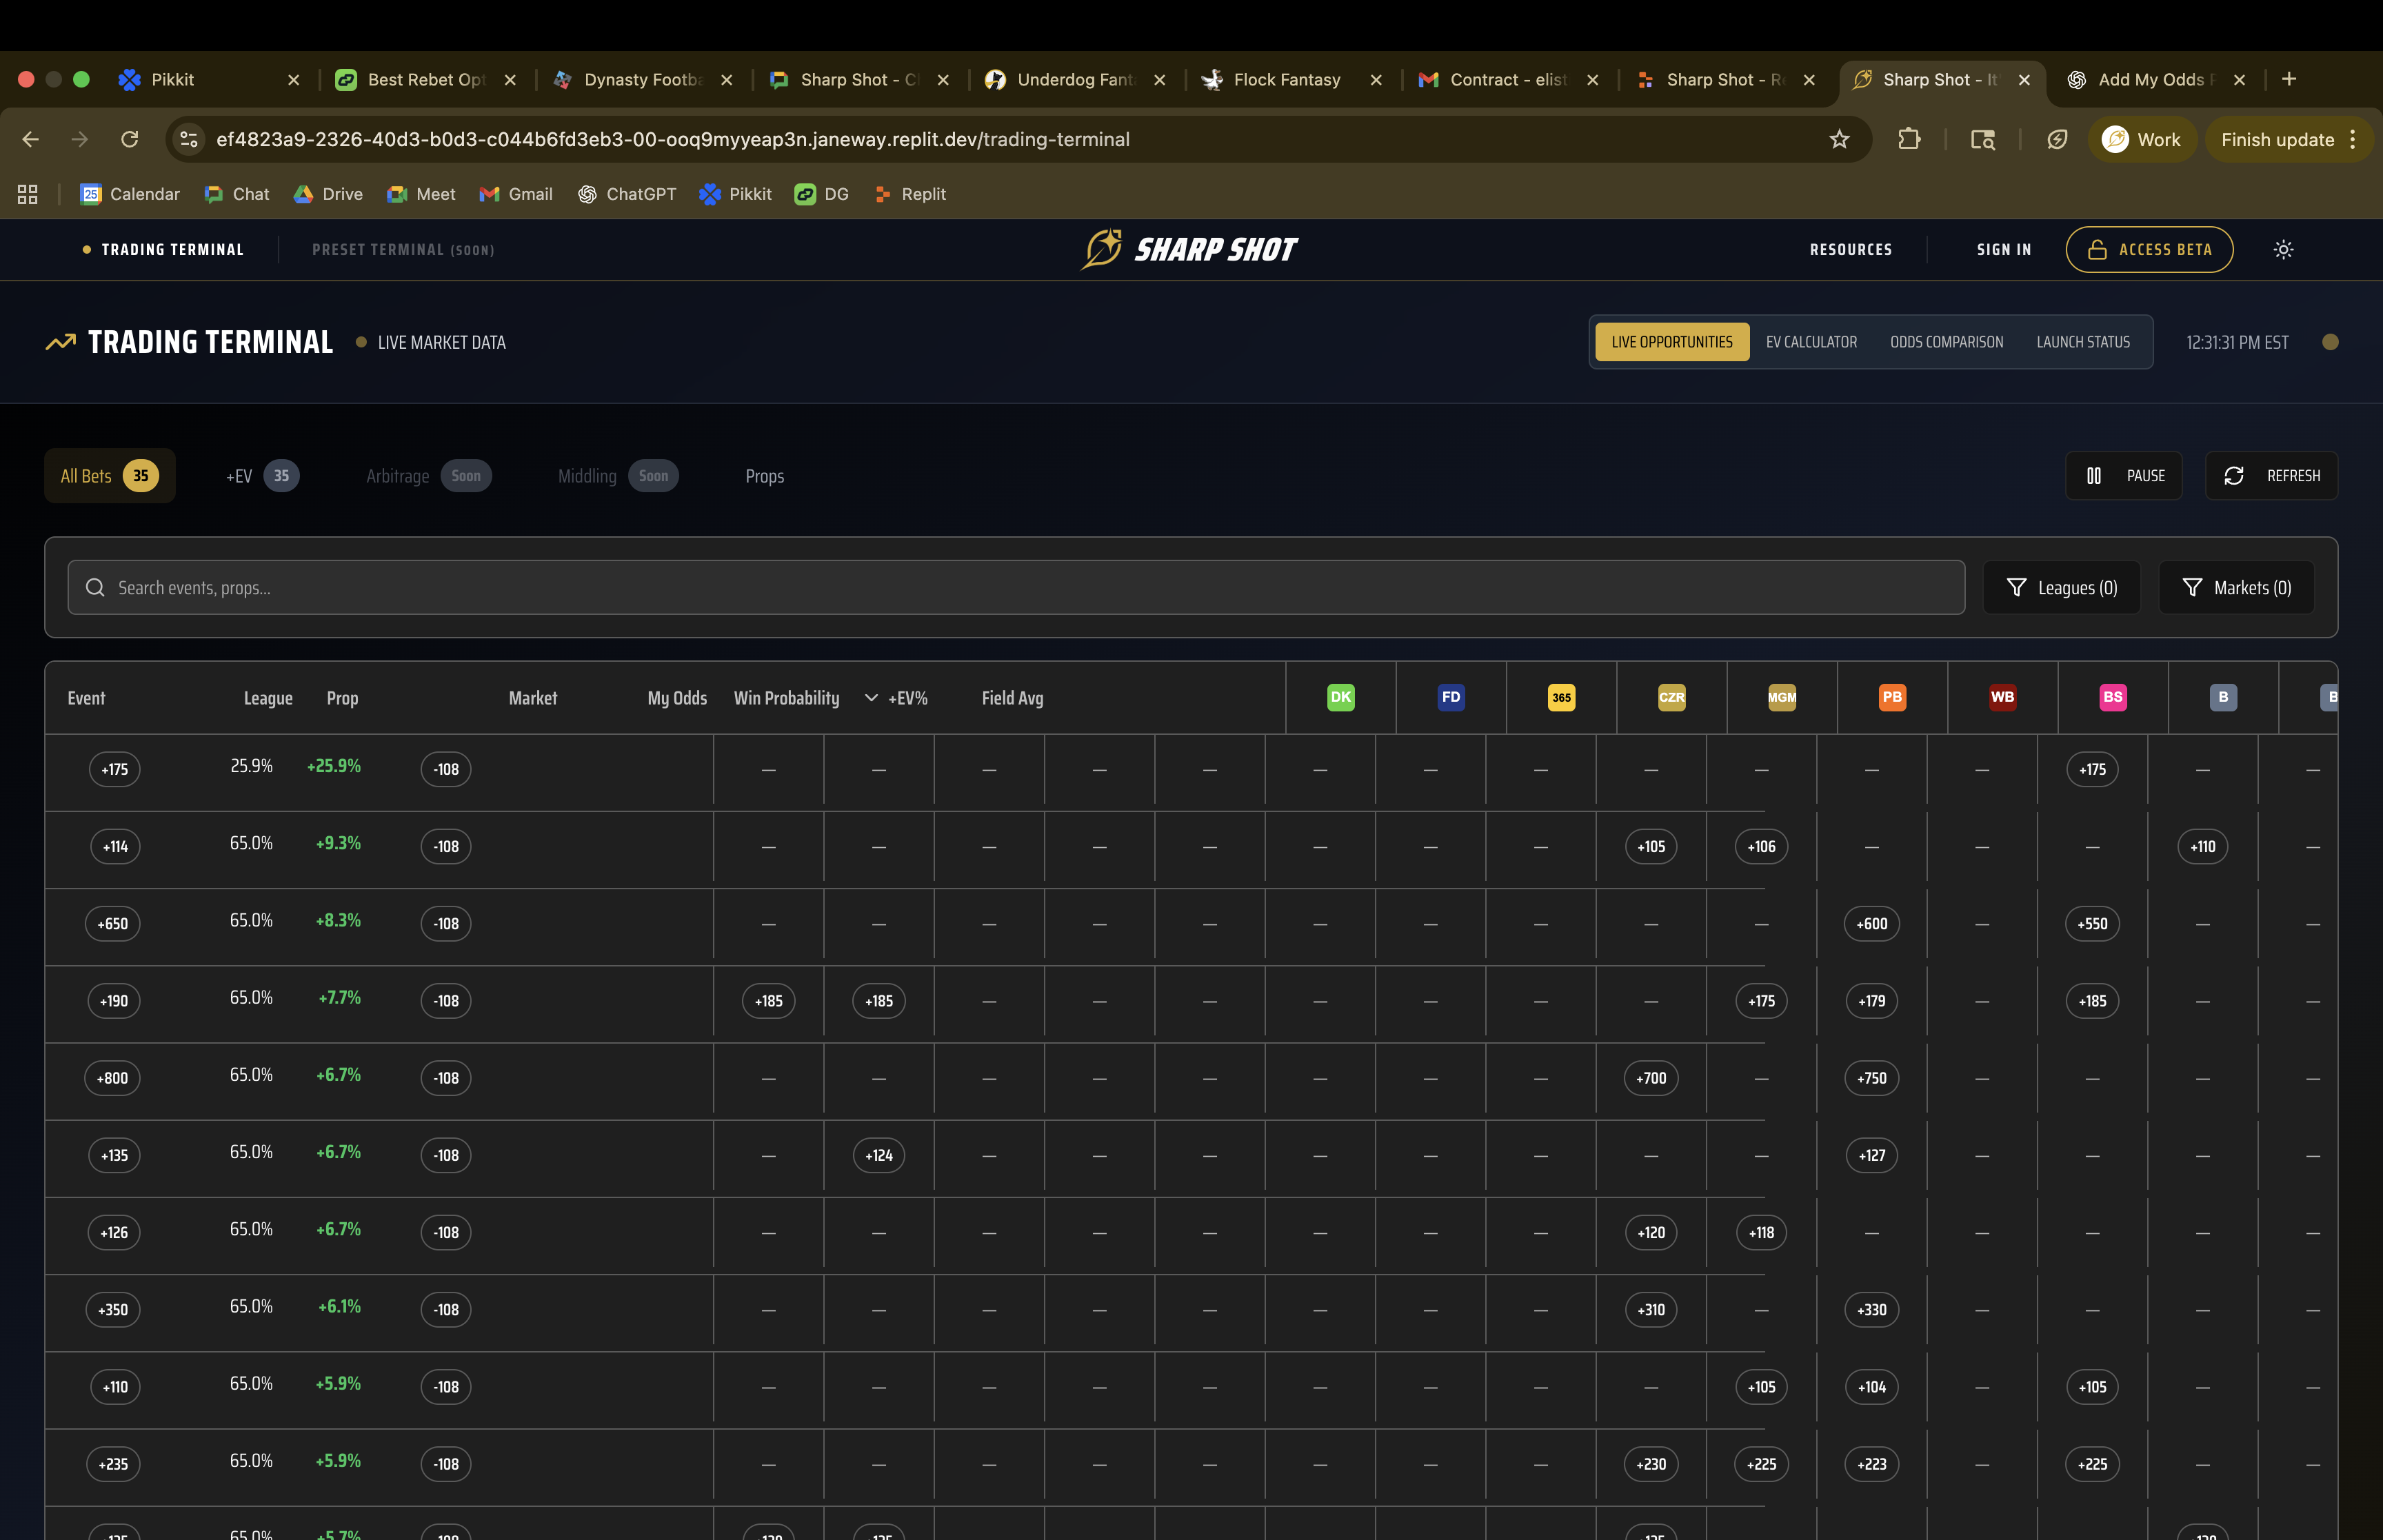 Pikkit
Best Rebet Opt
Dynasty Footba
Sharp Shot - C
Underdog Fant
Flock Fantasy
Contract - elist
Sharp Shot - Re
Sharp Shot - It'
Add My Odds F
ef4823a9-2326-40d3-b0d3-c044b6fd3eb3-00-ooq9myyeap3n.janeway.replit.dev/trading-terminal
Work
Finish update
25 Calendar Chat Drive Meet Gmail ChatGPT Pikkit DG Replit
TRADING TERMINAL PRESET TERMINAL (SOON) SHARP SHOT RESOURCES SIGN IN ACCESS BETA
TRADING TERMINAL LIVE MARKET DATA LIVE OPPORTUNITIES EV CALCULATOR ODDS COMPARISON LAUNCH STATUS 12:31:31 PM EST
All Bets 35 +EV 35 Arbitrage Soon Middling Soon Props PAUSE REFRESH
Search events, props... Leagues (0) Markets (0)
Event League Prop Market My Odds Win Probability +EV% Field Avg DK FD 365 CZR MGM PB WB BS B B
+175 25.9% +25.9% -108 — — — — — — — — — — — — +175 — —
+114 65.0% +9.3% -108 — — — — — — — — +105 +106 — — — +110 —
+650 65.0% +8.3% -108 — — — — — — — — — — +600 — +550 — —
+190 65.0% +7.7% -108 +185 +185 — — — — — — — +175 +179 — +185 — —
+800 65.0% +6.7% -108 — — — — — — — — +700 — +750 — — — —
+135 65.0% +6.7% -108 — +124 — — — — — — — — +127 — — — —
+126 65.0% +6.7% -108 — — — — — — — — +120 +118 — — — — —
+350 65.0% +6.1% -108 — — — — — — — — +310 — +330 — — — —
+110 65.0% +5.9% -108 — — — — — — — — — +105 +104 — +105 — —
+235 65.0% +5.9% -108 — — — — — — — — +230 +225 +223 — +225 — —
65.0% +5.7% -108